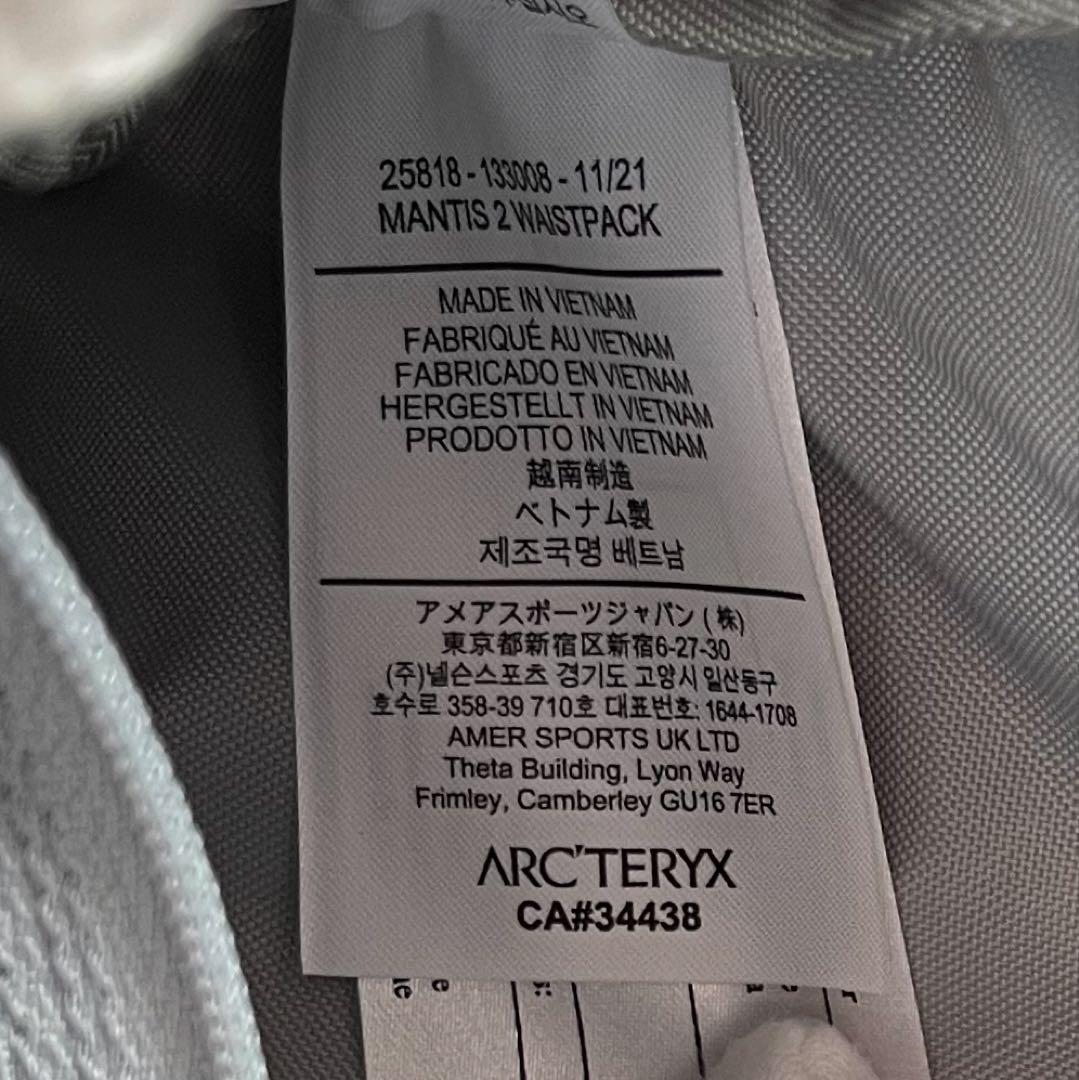 25818 - 133008 - 11/21
MANTIS 2 WAISTPACK
MADE IN VIETNAM
FABRIQUÉ AU VIETNAM
FABRICADO EN VIETNAM
HERGESTELLT IN VIETNAM
PRODOTTO IN VIETNAM
越南制造
ベトナム製
제조국명 베트남
アメアスポーツジャパン (株)
東京都新宿区新宿6-27-30
(주)넬슨스포츠 경기도 고양시 일산동구
호수로 358-39 710호 대표번호: 1644-1708
AMER SPORTS UK LTD
Theta Building, Lyon Way
Frimley, Camberley GU16 7ER
ARC'TERYX
CA#34438